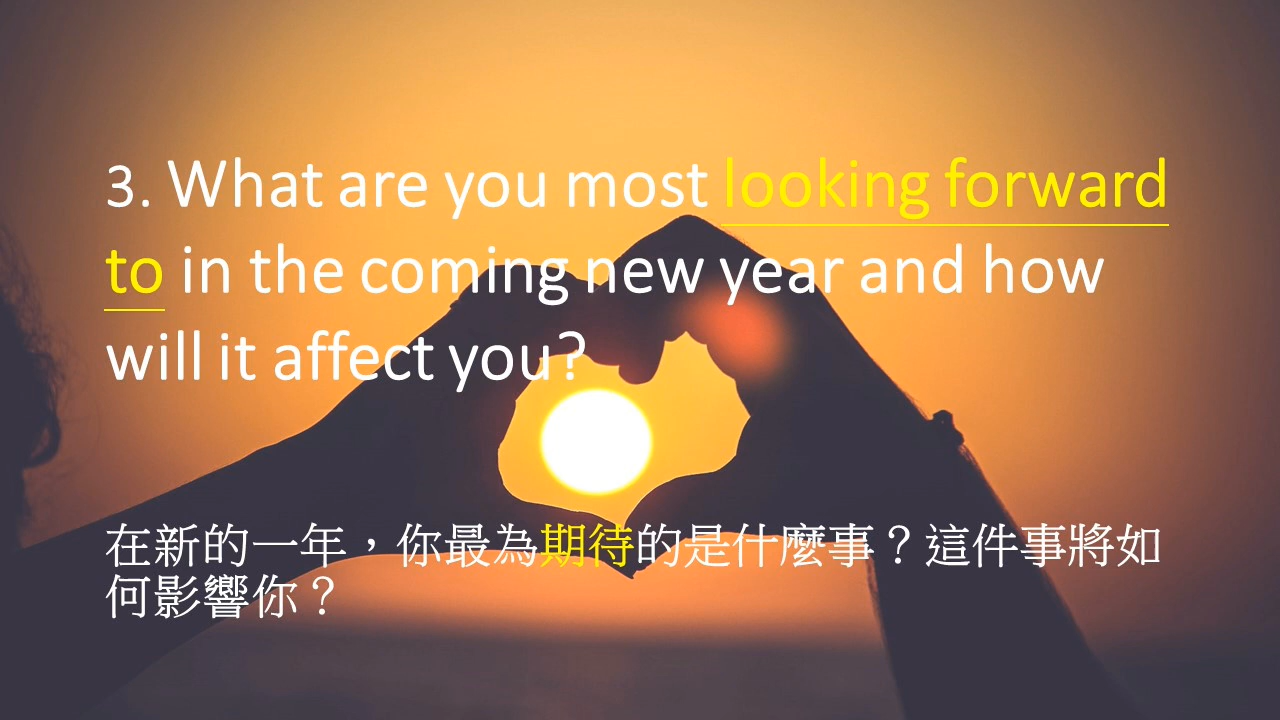 3. What are you most looking forward
to in the coming new year and how
will it affect you?
在新的一年，你最為期待的是什麼事？這件事將如
何影響你？